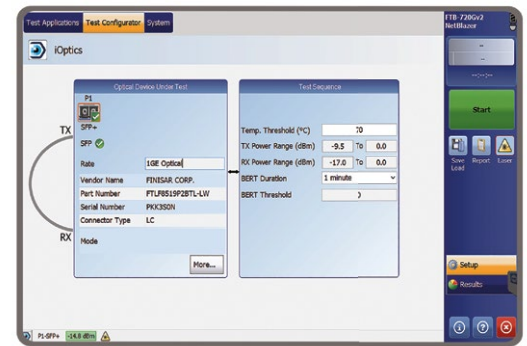 Test Applications Test Configurator System
FTB-720Gv2
NetBlazer
iOptics
--:--:--
Optical Device Under Test
Test Sequence
P1
SFP+
TX
SFP
Rate 1GE Optical
Vendor Name FINISAR CORP.
Part Number FTLF8519P2BTL-LW
Serial Number PKK3S0N
Connector Type LC
RX
Mode
More...
Temp. Threshold (°C) 70
TX Power Range (dBm) -9.5 To 0.0
RX Power Range (dBm) -17.0 To 0.0
BERT Duration 1 minute
BERT Threshold
Start
Save
Load
Report
Laser
Setup
Results
P1-SFP+ -14.8 dBm